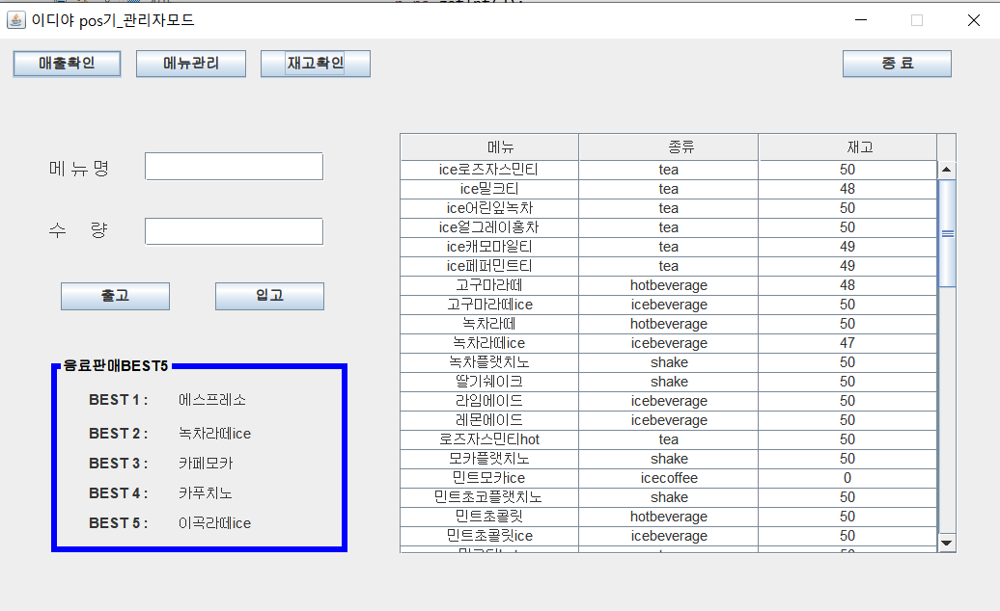 이디야 pos기_관리자모드
매출확인 메뉴관리 재고확인 종 료
메 뉴 명
수 량
출고 입고
음료판매BEST5
BEST 1 : 에스프레소
BEST 2 : 녹차라떼ice
BEST 3 : 카페모카
BEST 4 : 카푸치노
BEST 5 : 이곡라떼ice
메뉴 종류 재고
ice로즈자스민티 tea 50
ice밀크티 tea 48
ice어린잎녹차 tea 50
ice얼그레이홍차 tea 50
ice캐모마일티 tea 49
ice페퍼민트티 tea 49
고구마라떼 hotbeverage 48
고구마라떼ice icebeverage 50
녹차라떼 hotbeverage 50
녹차라떼ice icebeverage 47
녹차플랫치노 shake 50
딸기쉐이크 shake 50
라임에이드 icebeverage 50
레몬에이드 icebeverage 50
로즈자스민티hot tea 50
모카플랫치노 shake 50
민트모카ice icecoffee 0
민트초코플랫치노 shake 50
민트초콜릿 hotbeverage 50
민트초콜릿ice icebeverage 50